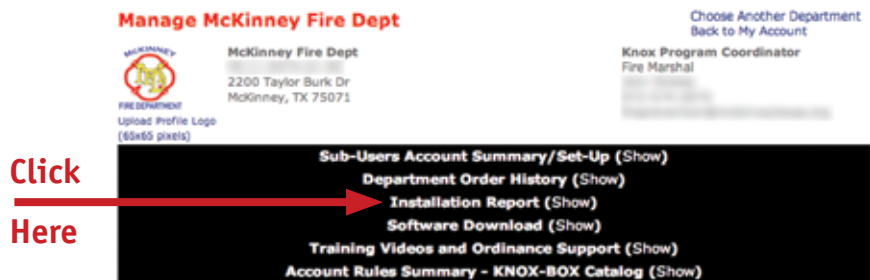 Manage McKinney Fire Dept
Choose Another Department
Back to My Account
McKINNEY
FIRE DEPARTMENT
Upload Profile Logo
(65x65 pixels)
McKinney Fire Dept
2200 Taylor Burk Dr
McKinney, TX 75071
Knox Program Coordinator
Fire Marshal
Click
Here
Sub-Users Account Summary/Set-Up (Show)
Department Order History (Show)
Installation Report (Show)
Software Download (Show)
Training Videos and Ordinance Support (Show)
Account Rules Summary - KNOX-BOX Catalog (Show)